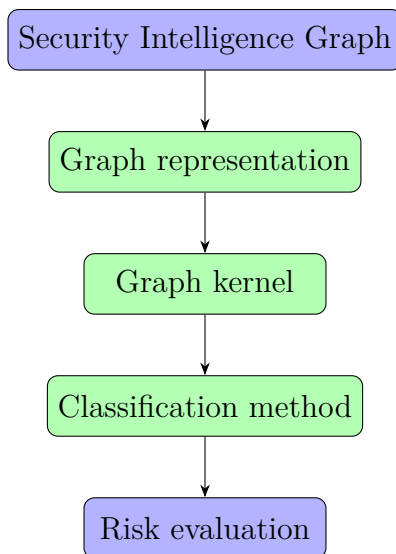 Security Intelligence Graph
Graph representation
Graph kernel
Classification method
Risk evaluation